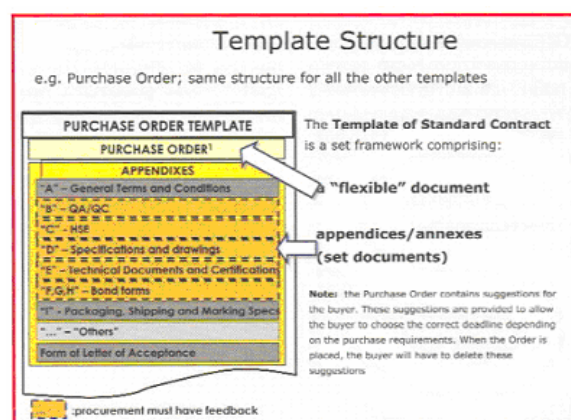 Template Structure
e.g. Purchase Order; same structure for all the other templates
PURCHASE ORDER TEMPLATE
PURCHASE ORDER¹
APPENDIXES
"A" – General Terms and Conditions
"B" – QA/QC
"C" – HSE
"D" – Specifications and drawings
"E" – Technical Documents and Certification
"F,G,H" – Bond forms
"I" - Packaging, Shipping and Marking Specs
"..." – "Others"
Form of Letter of Acceptance
:procurement must have feedback
The Template of Standard Contract
is a set framework comprising:
a "flexible" document
appendices/annexes
(set documents)
Note: the Purchase Order contains suggestions for
the buyer. These suggestions are provided to allow
the buyer to choose the correct deadline depending
on the purchase requirements. When the Order is
placed, the buyer will have to delete these
suggestions